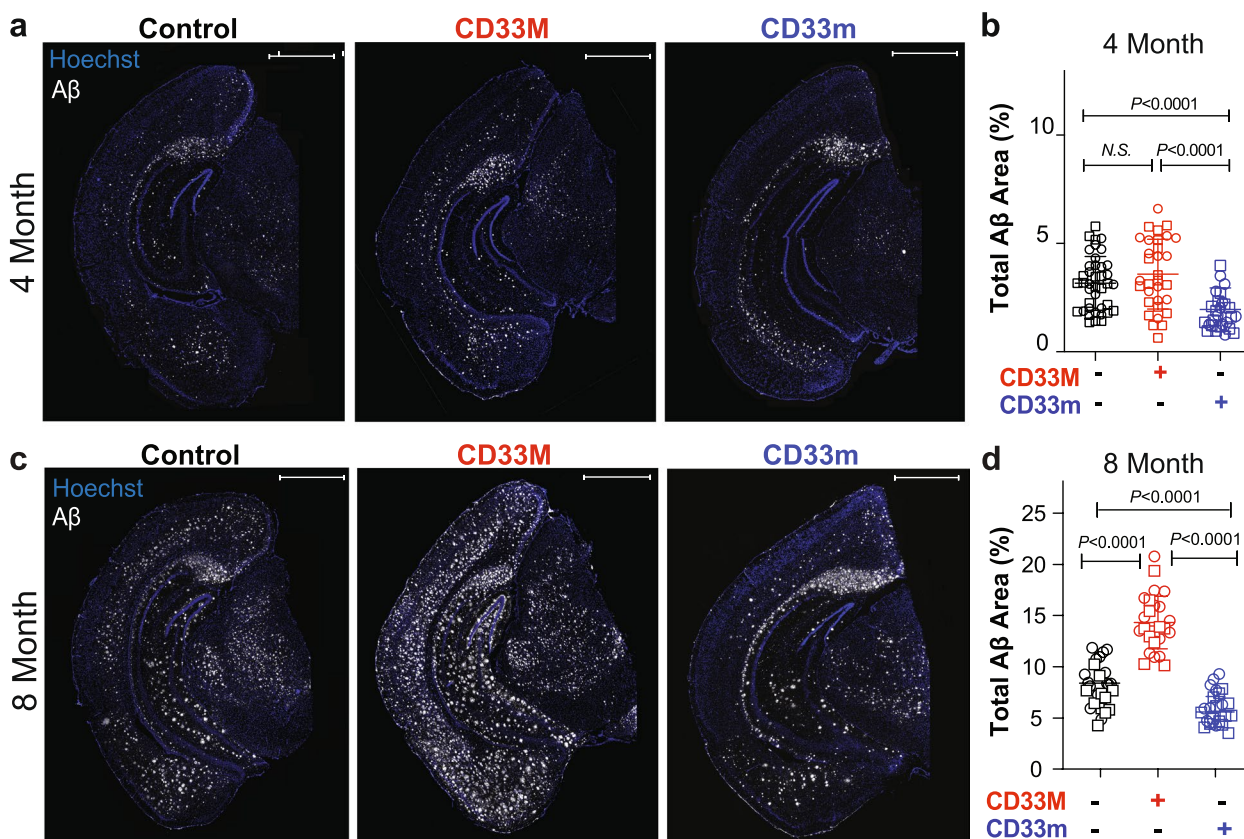 a
Control
CD33M
CD33m
Hoechst
Aβ
4 Month
b
4 Month
Total Aβ Area (%)
10
5
0
P<0.0001
N.S.
P<0.0001
CD33M - + -
CD33m - - +
c
Control
CD33M
CD33m
Hoechst
Aβ
8 Month
d
8 Month
Total Aβ Area (%)
25
20
15
10
5
0
P<0.0001
P<0.0001
P<0.0001
CD33M - + -
CD33m - - +